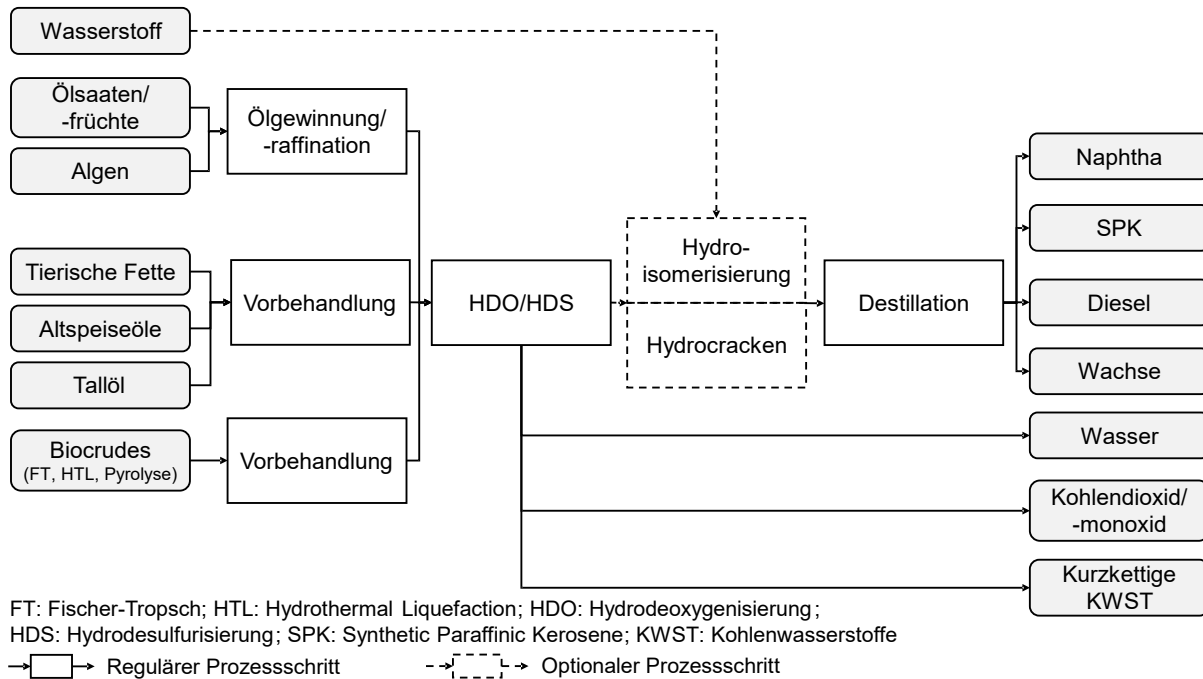 Wasserstoff
Ölsaaten/
-früchte
Algen
Ölgewinnung/
-raffination
Tierische Fette
Altspeiseöle
Tallöl
Vorbehandlung
Biocrudes
(FT, HTL, Pyrolyse)
Vorbehandlung
HDO/HDS
Hydro-
isomerisierung
Hydrocracken
Destillation
Naphtha
SPK
Diesel
Wachse
Wasser
Kohlendioxid/
-monoxid
Kurzkettige
KWST
FT: Fischer-Tropsch; HTL: Hydrothermal Liquefaction; HDO: Hydrodeoxygenisierung;
HDS: Hydrodesulfurisierung; SPK: Synthetic Paraffinic Kerosene; KWST: Kohlenwasserstoffe
Regulärer Prozessschritt
Optionaler Prozessschritt